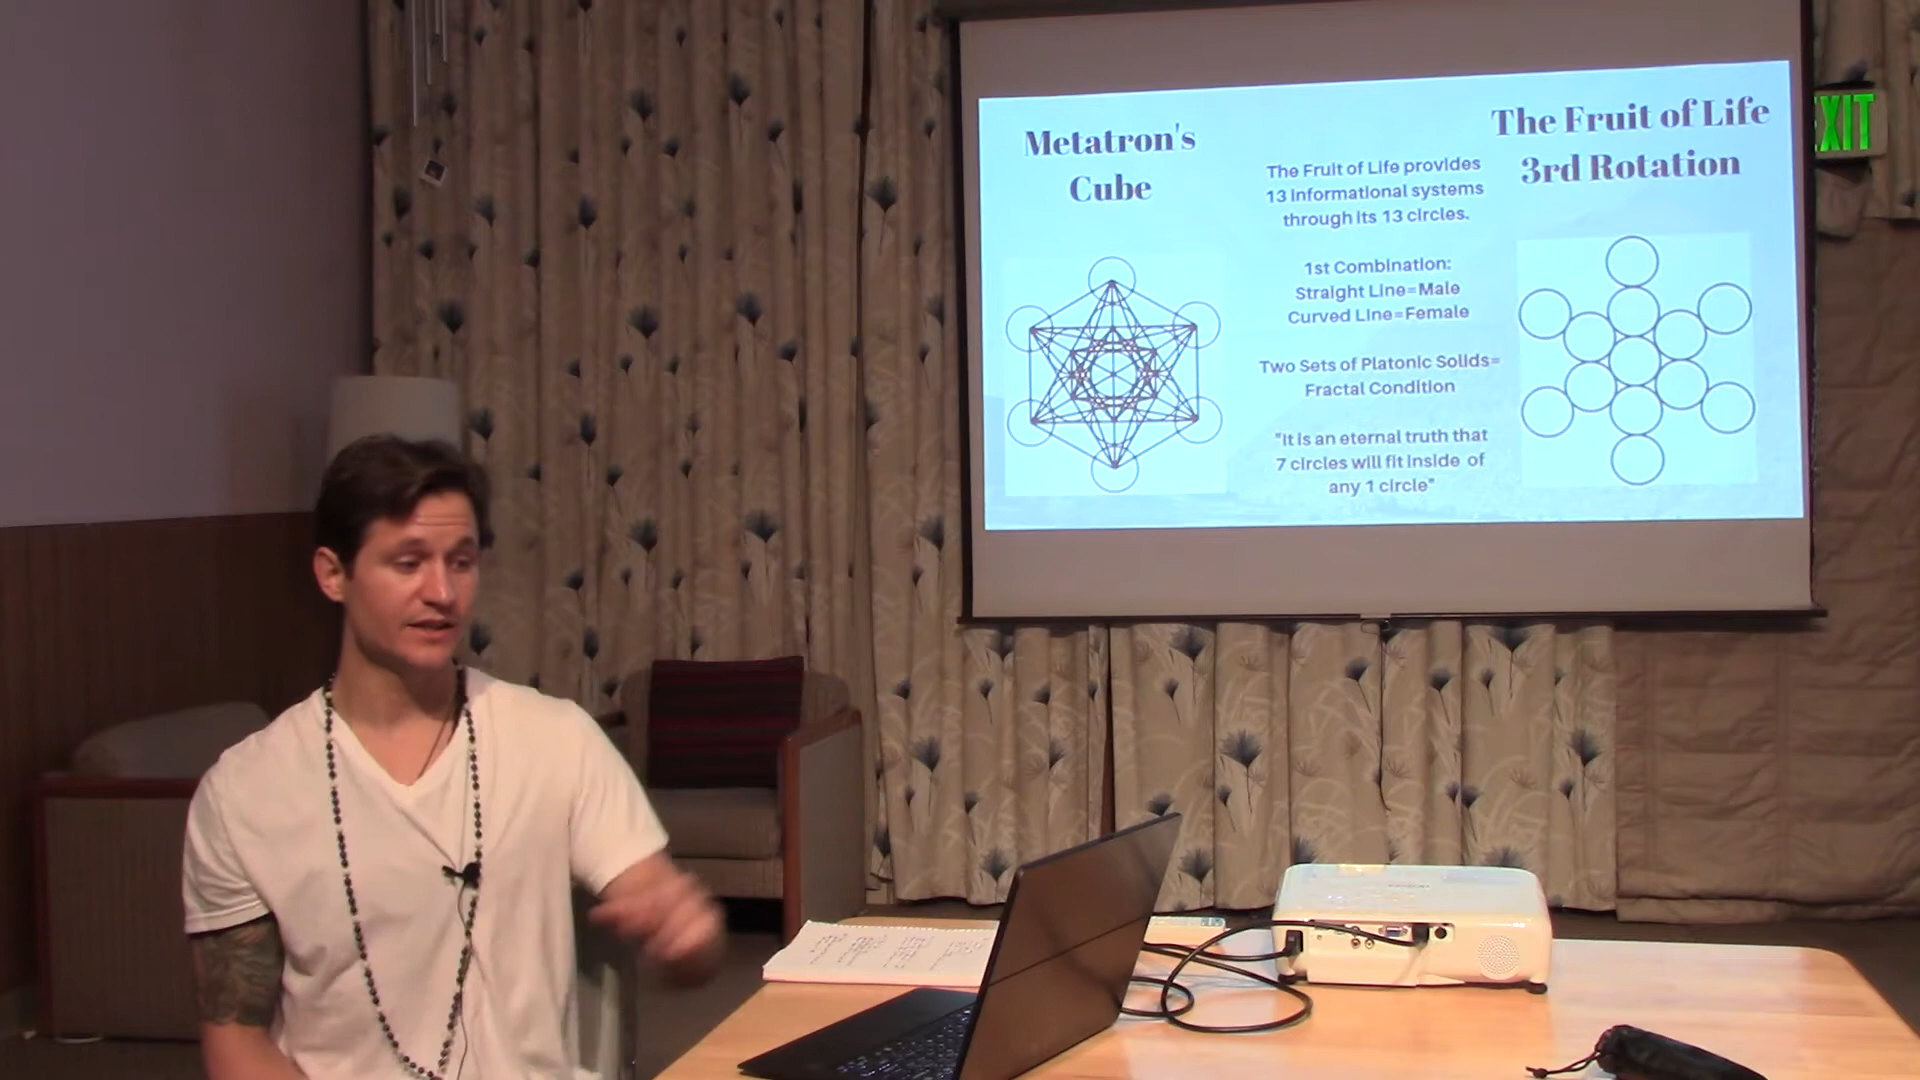 Metatron's
Cube
The Fruit of Life provides
13 informational systems
through its 13 circles.
1st Combination:
Straight Line=Male
Curved Line=Female
Two Sets of Platonic Solids=
Fractal Condition
"It is an eternal truth that
7 circles will fit inside of
any 1 circle"
The Fruit of Life
3rd Rotation
EXIT